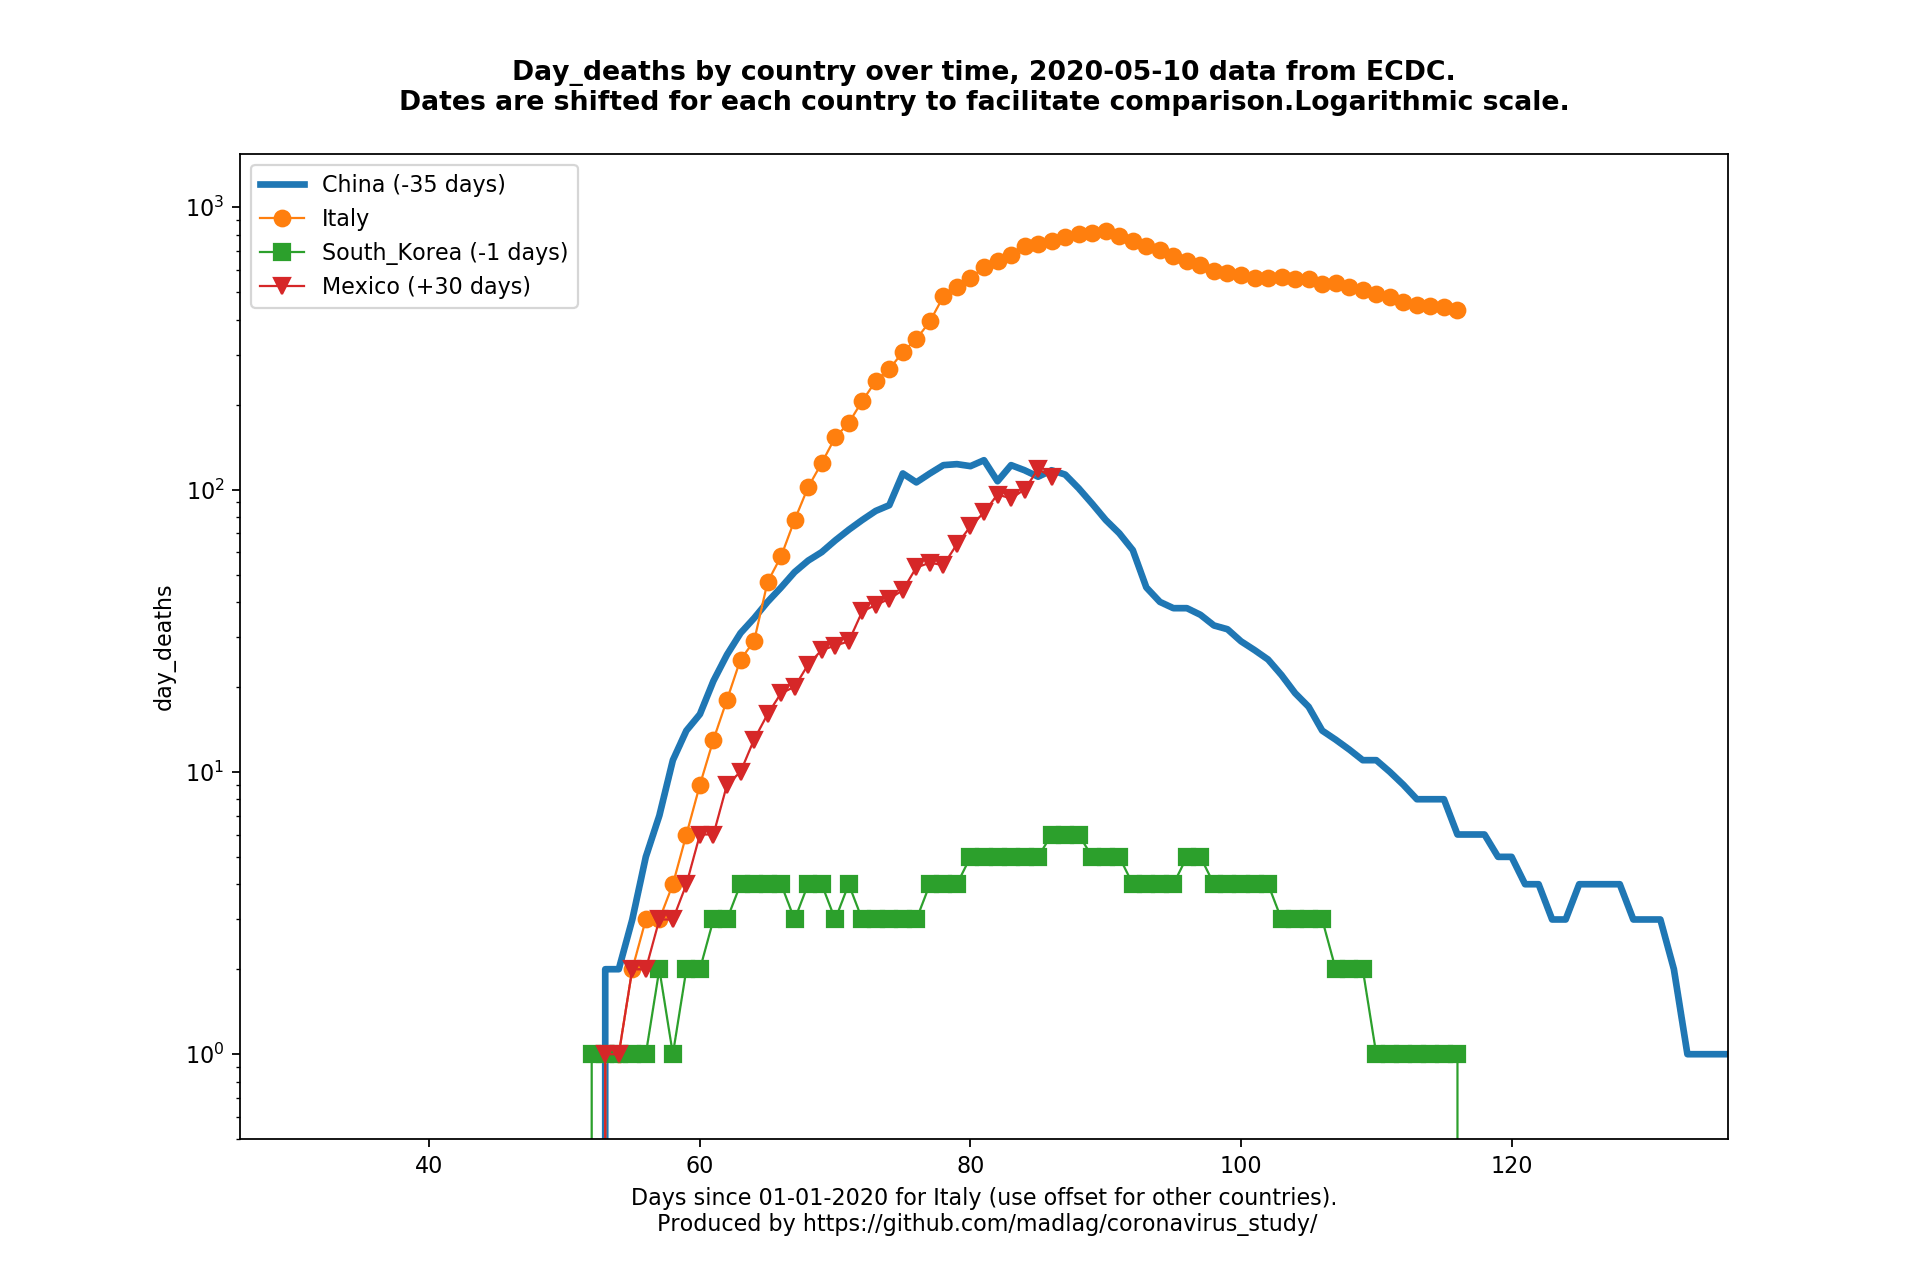 Day_deaths by country over time, 2020-05-10 data from ECDC.
Dates are shifted for each country to facilitate comparison.Logarithmic scale.
China (-35 days)
Italy
South_Korea (-1 days)
Mexico (+30 days)
10³
10²
10¹
10⁰
day_deaths
40 60 80 100 120
Days since 01-01-2020 for Italy (use offset for other countries).
Produced by https://github.com/madlag/coronavirus_study/